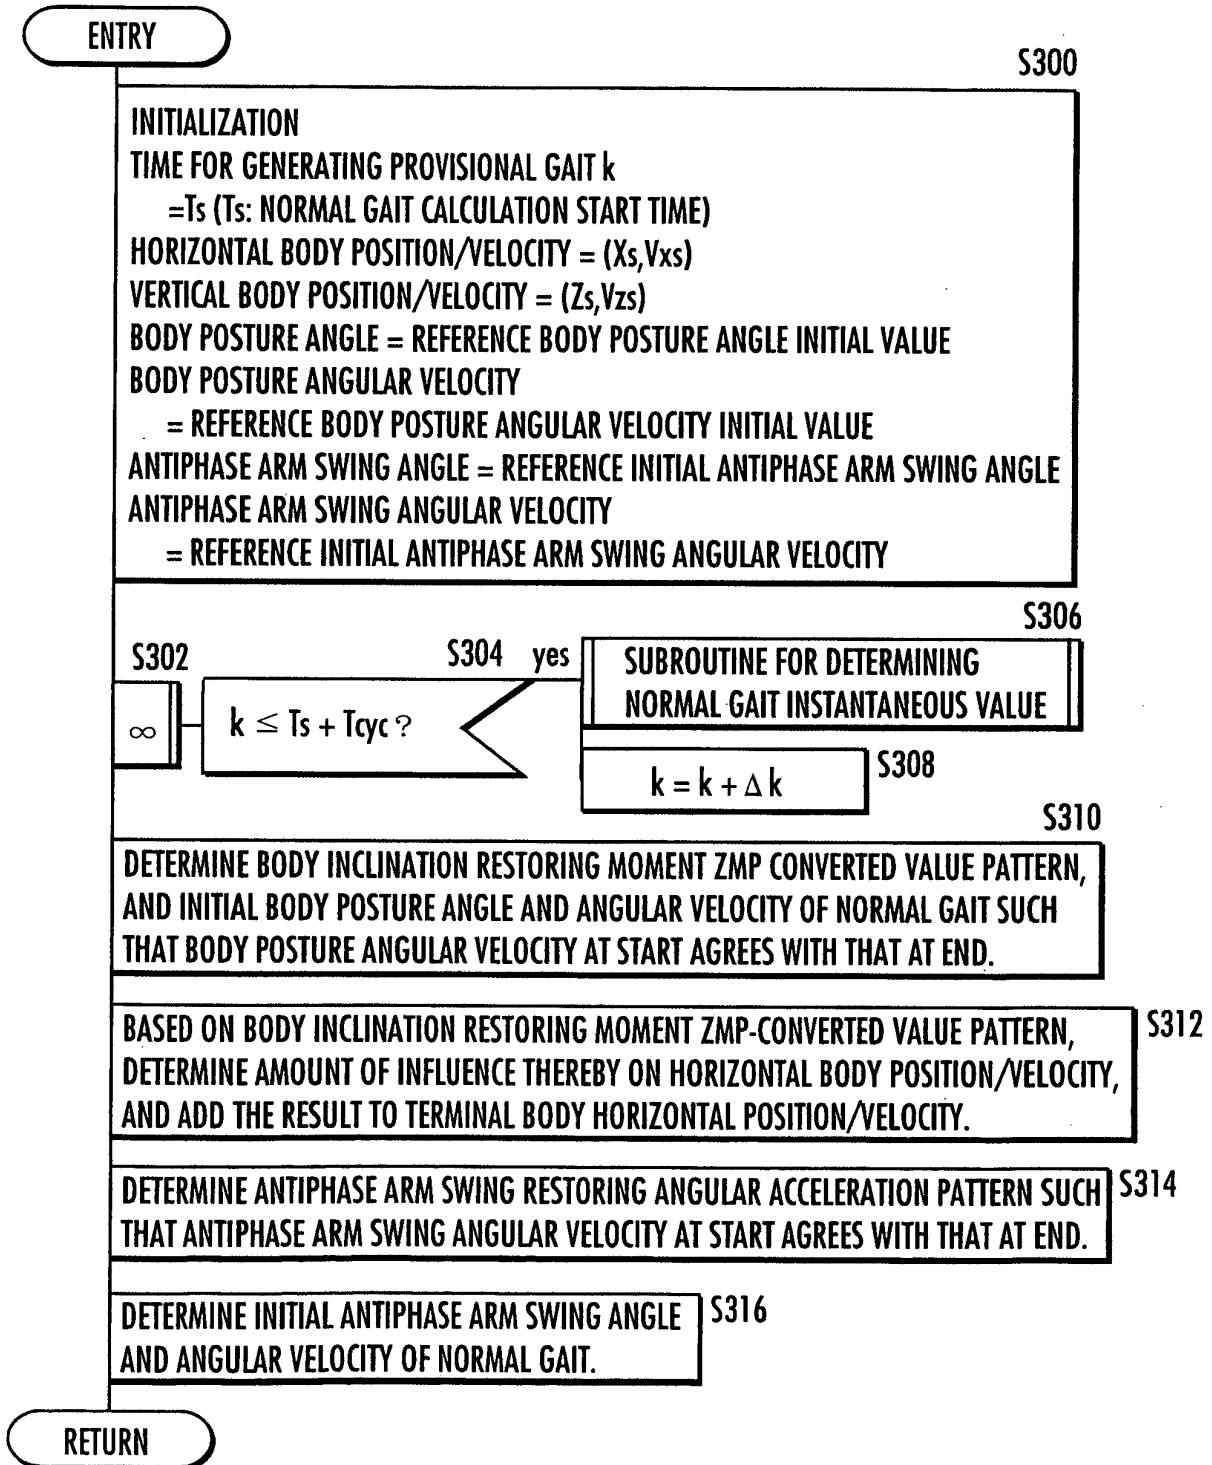 ENTRY
S300
INITIALIZATION
TIME FOR GENERATING PROVISIONAL GAIT k
=Ts (Ts: NORMAL GAIT CALCULATION START TIME)
HORIZONTAL BODY POSITION/VELOCITY = (Xs,Vxs)
VERTICAL BODY POSITION/VELOCITY = (Zs,Vzs)
BODY POSTURE ANGLE = REFERENCE BODY POSTURE ANGLE INITIAL VALUE
BODY POSTURE ANGULAR VELOCITY
= REFERENCE BODY POSTURE ANGULAR VELOCITY INITIAL VALUE
ANTIPHASE ARM SWING ANGLE = REFERENCE INITIAL ANTIPHASE ARM SWING ANGLE
ANTIPHASE ARM SWING ANGULAR VELOCITY
= REFERENCE INITIAL ANTIPHASE ARM SWING ANGULAR VELOCITY
S302
∞
S304
k ≤ Ts + Tcyc ?
yes
S306
SUBROUTINE FOR DETERMINING
NORMAL GAIT INSTANTANEOUS VALUE
k = k + Δ k
S308
S310
DETERMINE BODY INCLINATION RESTORING MOMENT ZMP CONVERTED VALUE PATTERN,
AND INITIAL BODY POSTURE ANGLE AND ANGULAR VELOCITY OF NORMAL GAIT SUCH
THAT BODY POSTURE ANGULAR VELOCITY AT START AGREES WITH THAT AT END.
S312
BASED ON BODY INCLINATION RESTORING MOMENT ZMP-CONVERTED VALUE PATTERN,
DETERMINE AMOUNT OF INFLUENCE THEREBY ON HORIZONTAL BODY POSITION/VELOCITY,
AND ADD THE RESULT TO TERMINAL BODY HORIZONTAL POSITION/VELOCITY.
S314
DETERMINE ANTIPHASE ARM SWING RESTORING ANGULAR ACCELERATION PATTERN SUCH
THAT ANTIPHASE ARM SWING ANGULAR VELOCITY AT START AGREES WITH THAT AT END.
S316
DETERMINE INITIAL ANTIPHASE ARM SWING ANGLE
AND ANGULAR VELOCITY OF NORMAL GAIT.
RETURN